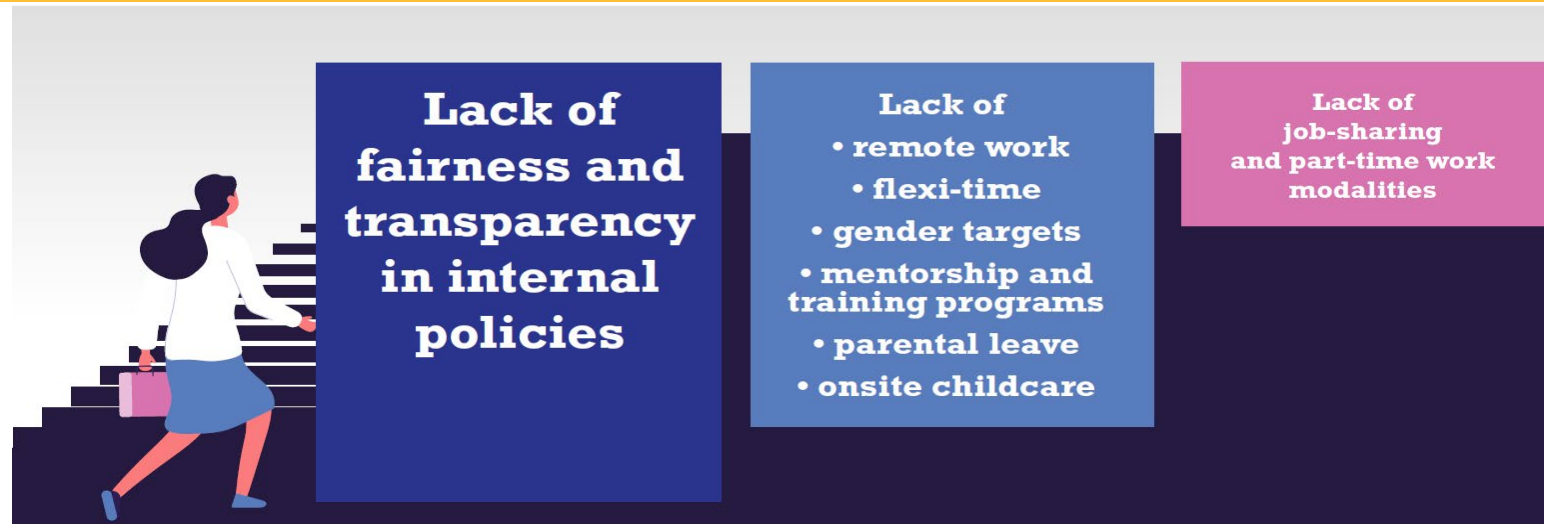 Lack of
fairness and
transparency
in internal
policies
Lack of
• remote work
• flexi-time
• gender targets
• mentorship and
training programs
• parental leave
• onsite childcare
Lack of
job-sharing
and part-time work
modalities